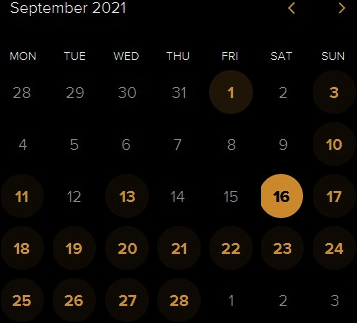 September 2021
MON TUE WED THU FRI SAT SUN
28 29 30 31 1 2 3
4 5 6 7 8 9 10
11 12 13 14 15 16 17
18 19 20 21 22 23 24
25 26 27 28 1 2 3